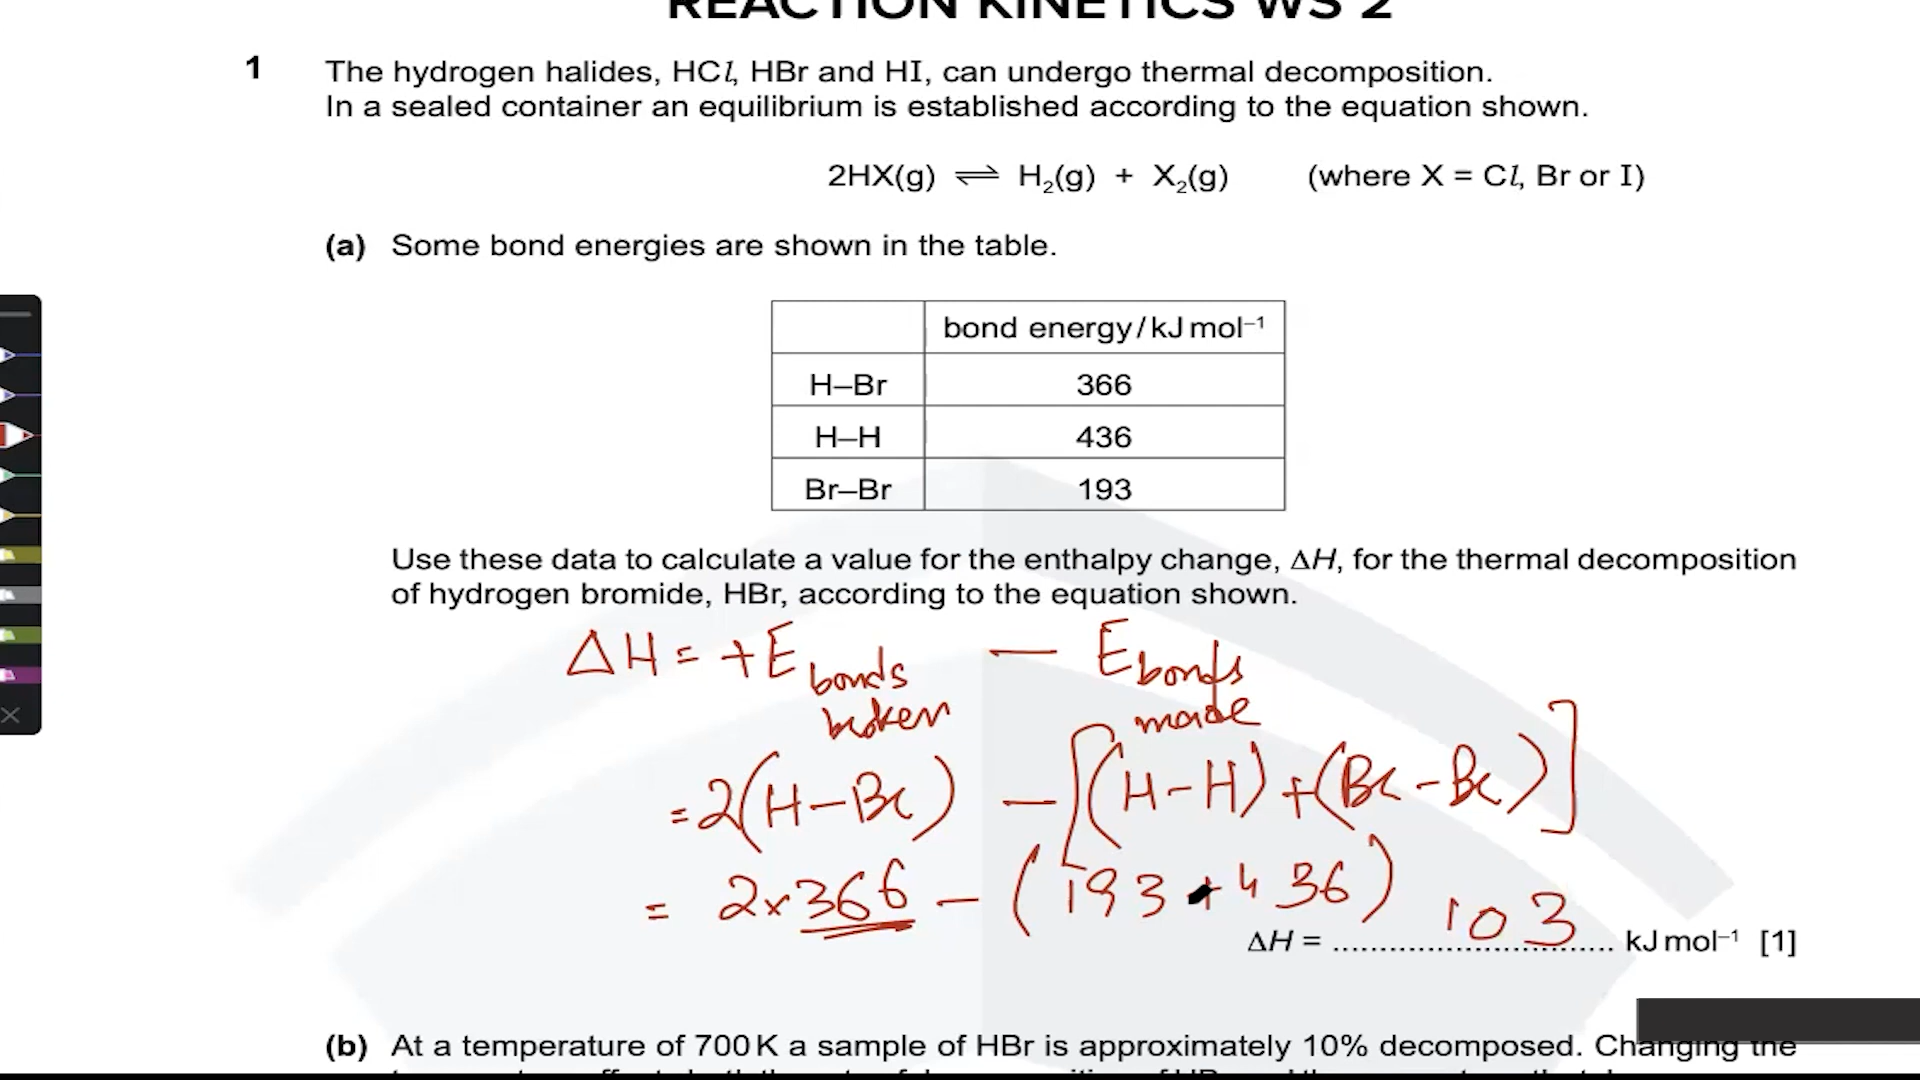 REACTION KINETICS WS 2
1 The hydrogen halides, HCl, HBr and HI, can undergo thermal decomposition.
In a sealed container an equilibrium is established according to the equation shown.
2HX(g) ⇌ H₂(g) + X₂(g) (where X = Cl, Br or I)
(a) Some bond energies are shown in the table.
bond energy/kJ mol⁻¹
H–Br 366
H–H 436
Br–Br 193
Use these data to calculate a value for the enthalpy change, ΔH, for the thermal decomposition
of hydrogen bromide, HBr, according to the equation shown.
ΔH = +E bonds broken — E bonds made
= 2(H–Br) — [(H–H) + (Br–Br)]
= 2×366 – (193 + 436)
103
ΔH = .............................. kJ mol⁻¹ [1]
(b) At a temperature of 700 K a sample of HBr is approximately 10% decomposed. Changing the